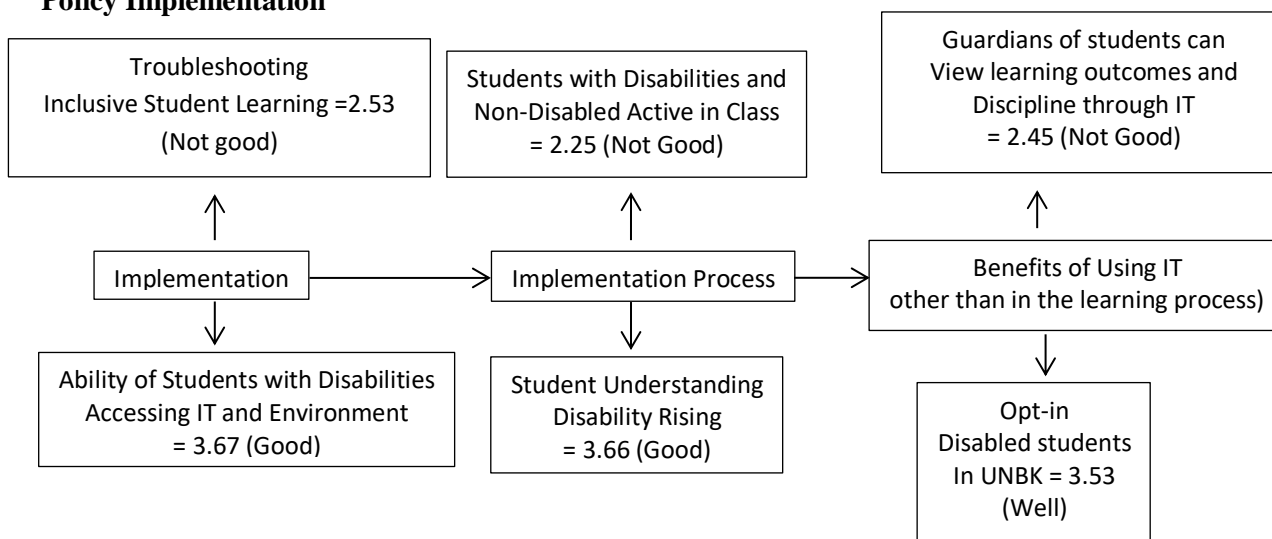 Policy Implementation
Troubleshooting
Inclusive Student Learning =2.53
(Not good)
Students with Disabilities and
Non-Disabled Active in Class
= 2.25 (Not Good)
Guardians of students can
View learning outcomes and
Discipline through IT
= 2.45 (Not Good)
Implementation
Implementation Process
Benefits of Using IT
other than in the learning process)
Ability of Students with Disabilities
Accessing IT and Environment
= 3.67 (Good)
Student Understanding
Disability Rising
= 3.66 (Good)
Opt-in
Disabled students
In UNBK = 3.53
(Well)